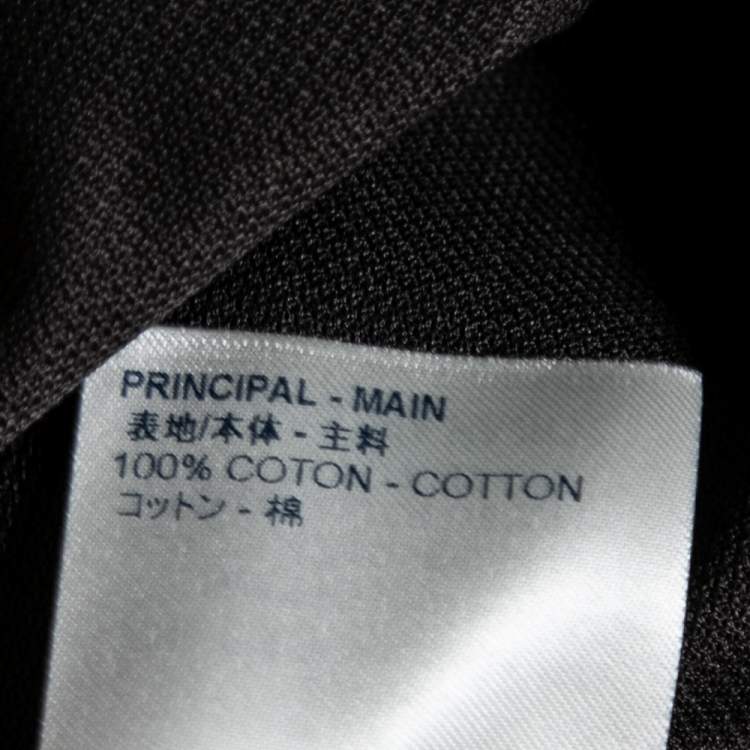 PRINCIPAL - MAIN
表地/本体 - 主料
100% COTON - COTTON
コットン - 棉